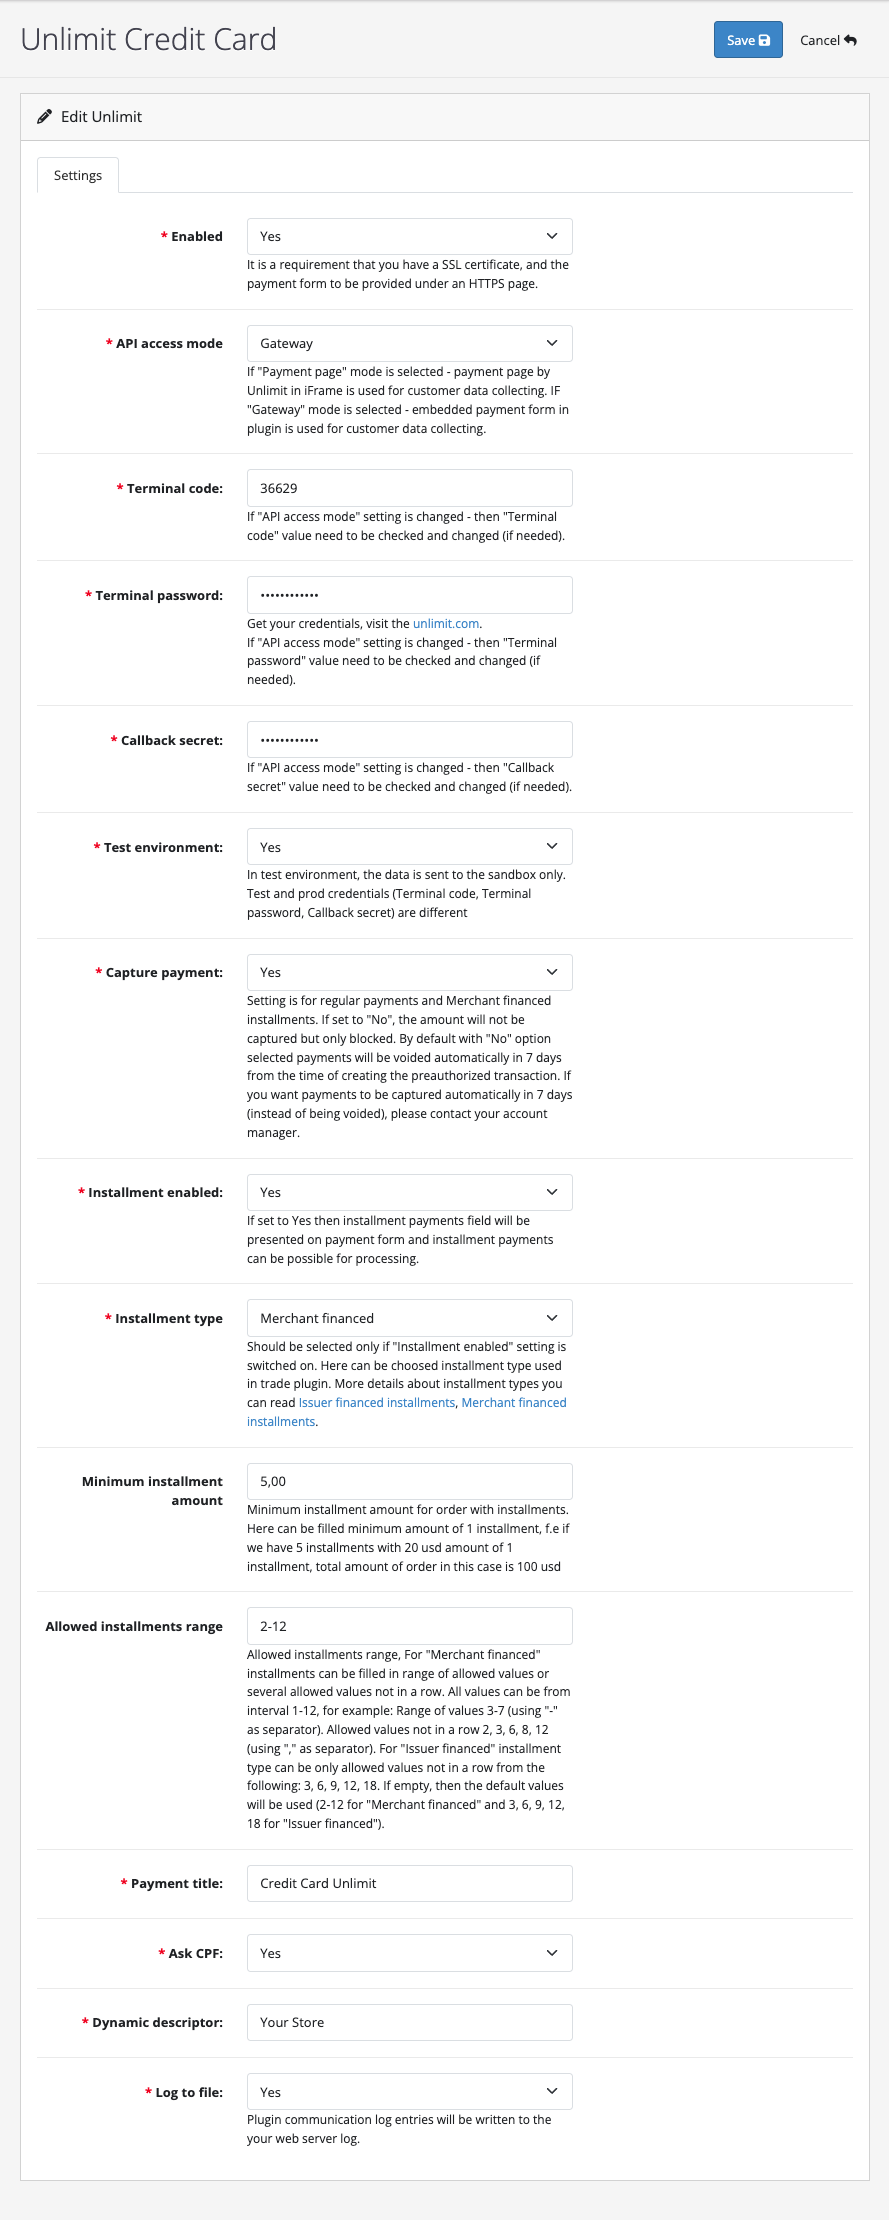 Unlimit Credit Card
Save
Cancel
Edit Unlimit
Settings
* Enabled
Yes
It is a requirement that you have a SSL certificate, and the
payment form to be provided under an HTTPS page.
* API access mode
Gateway
If "Payment page" mode is selected - payment page by
Unlimit in iFrame is used for customer data collecting. IF
"Gateway" mode is selected - embedded payment form in
plugin is used for customer data collecting.
* Terminal code:
36629
If "API access mode" setting is changed - then "Terminal
code" value need to be checked and changed (if needed).
* Terminal password:
••••••••••••
Get your credentials, visit the unlimit.com.
If "API access mode" setting is changed - then "Terminal
password" value need to be checked and changed (if
needed).
* Callback secret:
••••••••••••
If "API access mode" setting is changed - then "Callback
secret" value need to be checked and changed (if needed).
* Test environment:
Yes
In test environment, the data is sent to the sandbox only.
Test and prod credentials (Terminal code, Terminal
password, Callback secret) are different
* Capture payment:
Yes
Setting is for regular payments and Merchant financed
installments. If set to "No", the amount will not be
captured but only blocked. By default with "No" option
selected payments will be voided automatically in 7 days
from the time of creating the preauthorized transaction. If
you want payments to be captured automatically in 7 days
(instead of being voided), please contact your account
manager.
* Installment enabled:
Yes
If set to Yes then installment payments field will be
presented on payment form and installment payments
can be possible for processing.
* Installment type
Merchant financed
Should be selected only if "Installment enabled" setting is
switched on. Here can be choosed installment type used
in trade plugin. More details about installment types you
can read Issuer financed installments, Merchant financed
installments.
Minimum installment
amount
5,00
Minimum installment amount for order with installments.
Here can be filled minimum amount of 1 installment, f.e if
we have 5 installments with 20 usd amount of 1
installment, total amount of order in this case is 100 usd
Allowed installments range
2-12
Allowed installments range, For "Merchant financed"
installments can be filled in range of allowed values or
several allowed values not in a row. All values can be from
interval 1-12, for example: Range of values 3-7 (using "-"
as separator). Allowed values not in a row 2, 3, 6, 8, 12
(using "," as separator). For "Issuer financed" installment
type can be only allowed values not in a row from the
following: 3, 6, 9, 12, 18. If empty, then the default values
will be used (2-12 for "Merchant financed" and 3, 6, 9, 12,
18 for "Issuer financed").
* Payment title:
Credit Card Unlimit
* Ask CPF:
Yes
* Dynamic descriptor:
Your Store
* Log to file:
Yes
Plugin communication log entries will be written to the
your web server log.